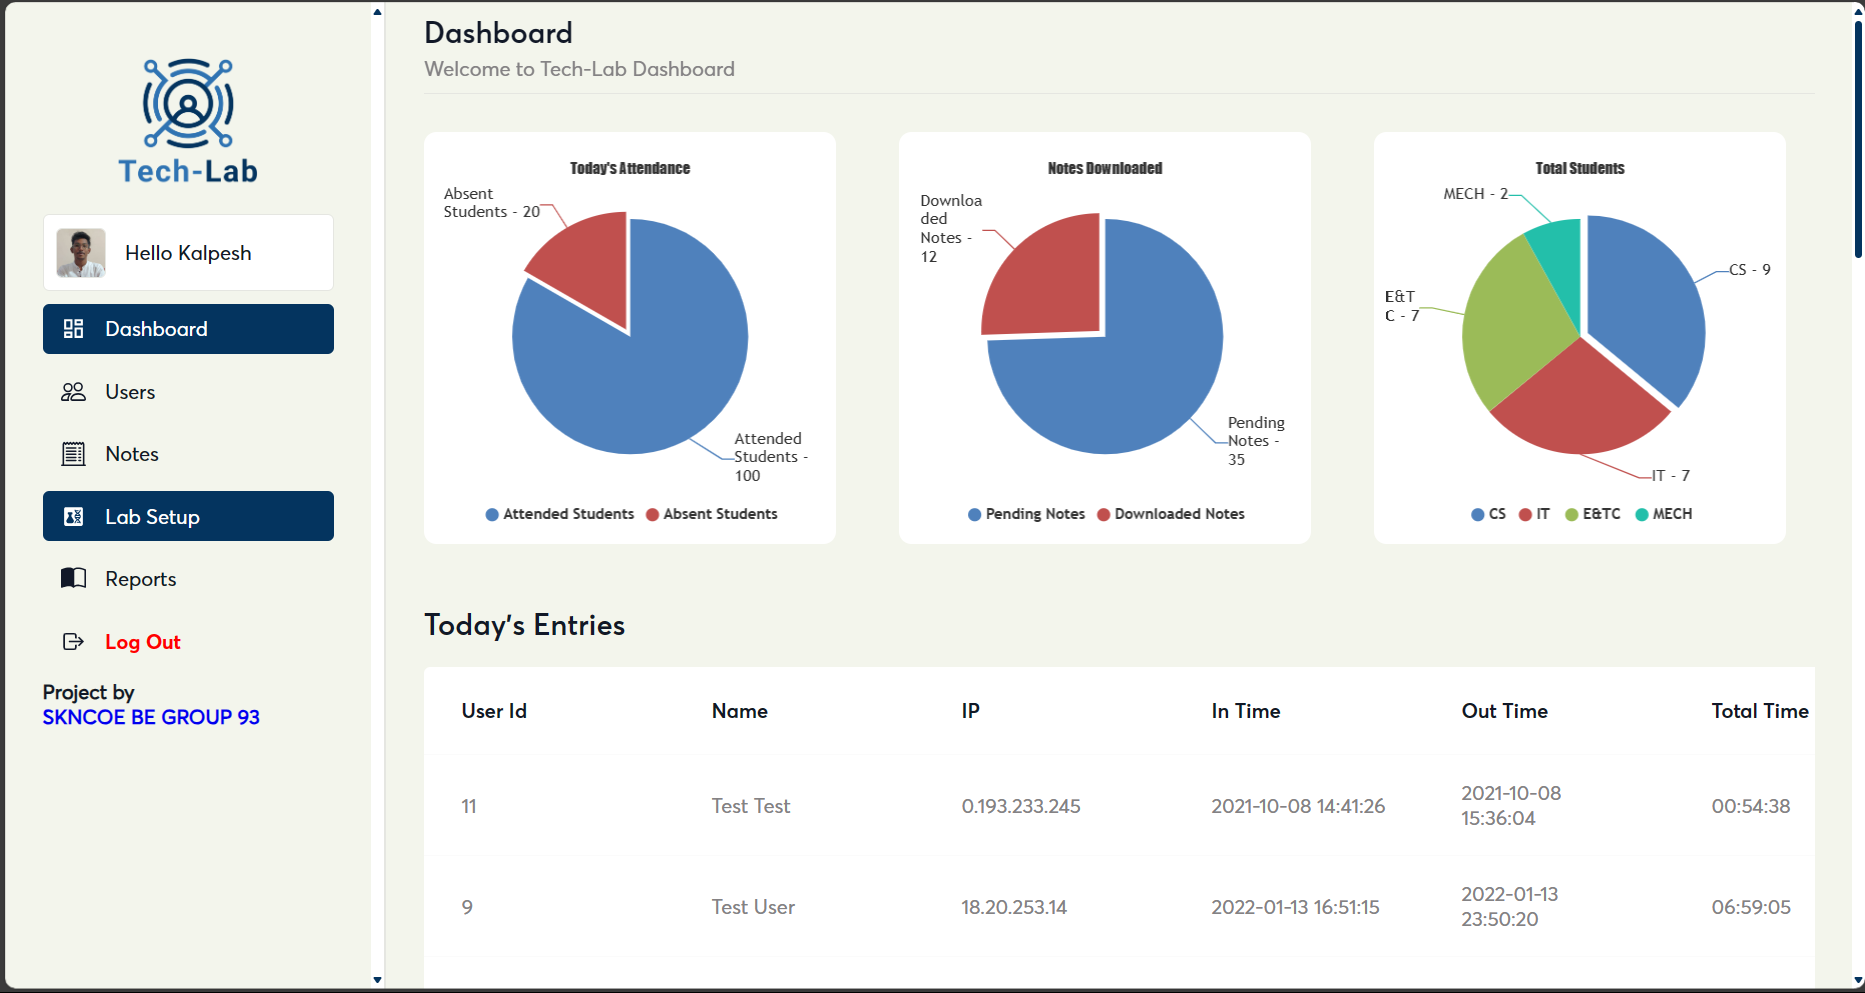 Tech-Lab
Hello Kalpesh
Dashboard
Users
Notes
Lab Setup
Reports
Log Out
Project by
SKNCOE BE GROUP 93
Dashboard
Welcome to Tech-Lab Dashboard
Today's Attendance
Absent
Students - 20
Attended
Students -
100
Attended Students
Absent Students
Notes Downloaded
Downloa
ded
Notes -
12
Pending
Notes -
35
Pending Notes
Downloaded Notes
Total Students
MECH - 2
CS - 9
E&T
C - 7
IT - 7
CS
IT
E&TC
MECH
Today's Entries
User Id Name IP In Time Out Time Total Time
11 Test Test 0.193.233.245 2021-10-08 14:41:26 2021-10-08 00:54:38
15:36:04
9 Test User 18.20.253.14 2022-01-13 16:51:15 2022-01-13 06:59:05
23:50:20